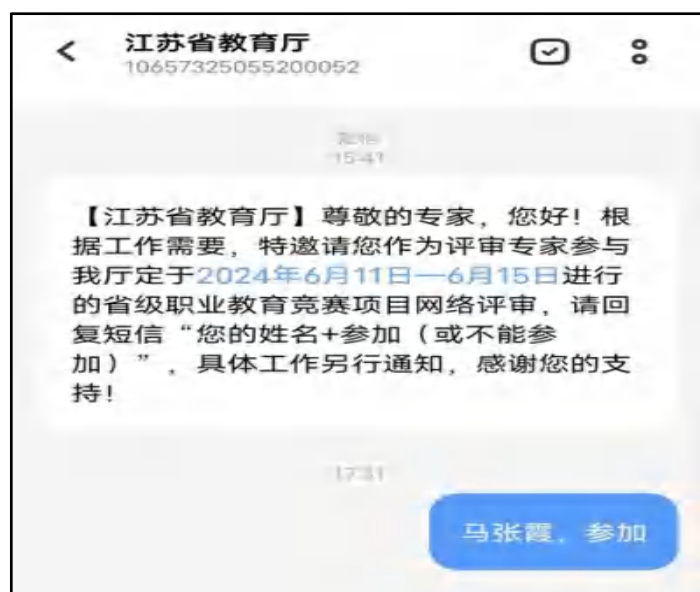 江苏省教育厅
10657325055200052
15:41
【江苏省教育厅】尊敬的专家，您好！根
据工作需要，特邀请您作为评审专家参与
我厅定于2024年6月11日—6月15日进行
的省级职业教育竞赛项目网络评审，请回
复短信“您的姓名+参加（或不能参
加）”，具体工作另行通知，感谢您的支
持！
17:31
马张霞，参加